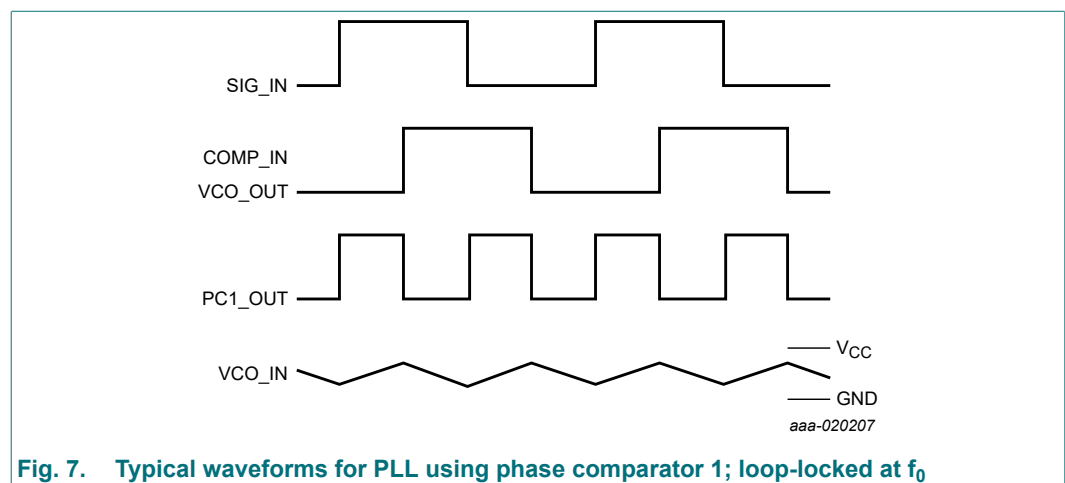 SIG_IN
COMP_IN
VCO_OUT
PC1_OUT
VCO_IN
VCC
GND
aaa-020207
Fig. 7. Typical waveforms for PLL using phase comparator 1; loop-locked at f0